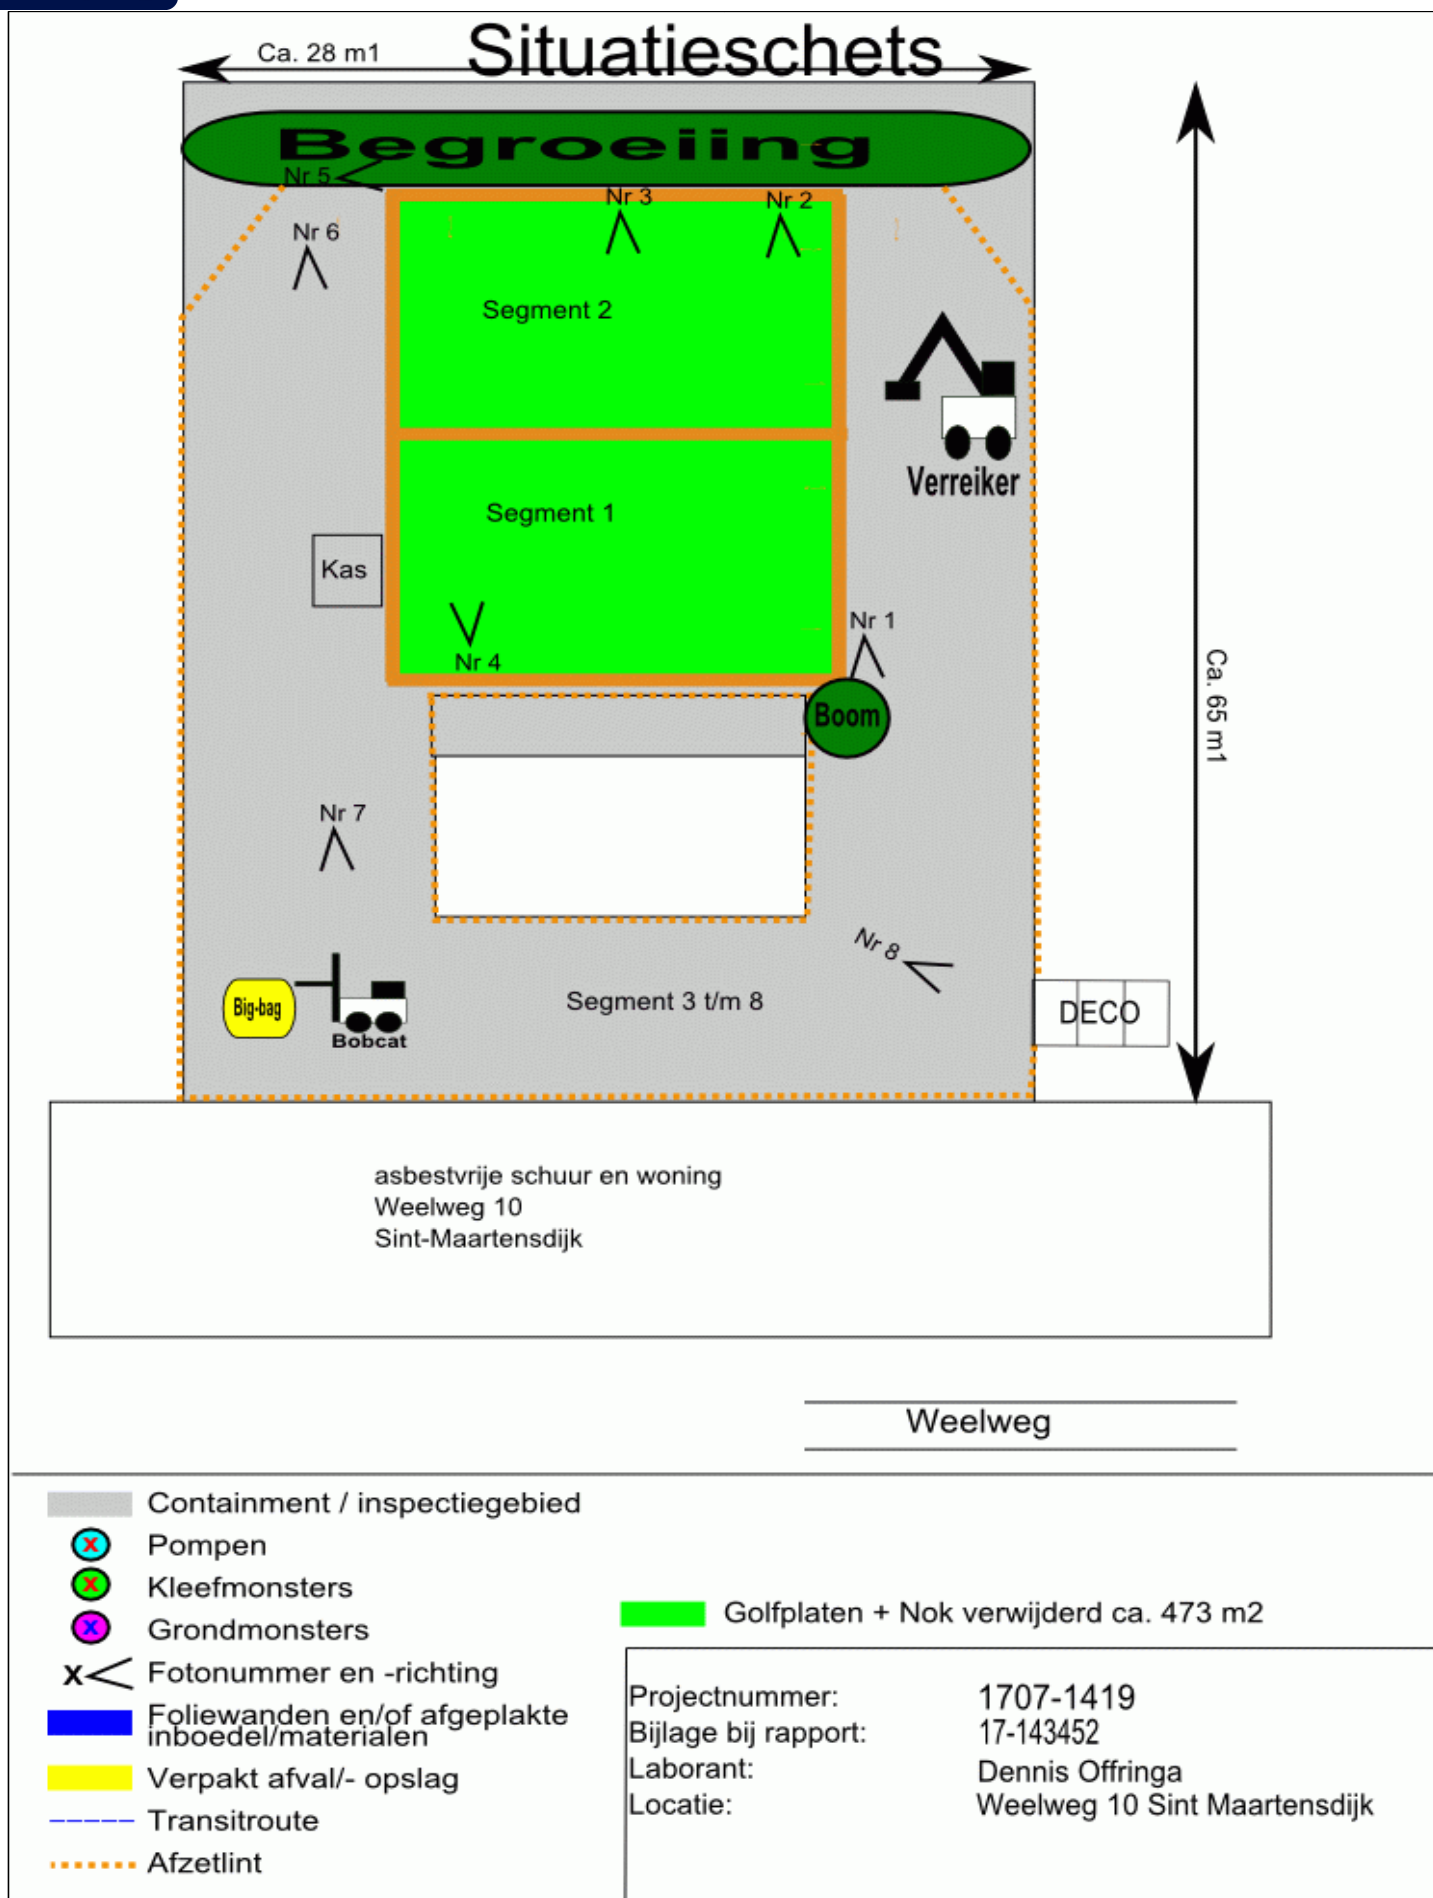 Situatieschets
Ca. 28 m1
Begroeiing
Nr 5
Nr 3
Nr 2
Nr 6
Segment 2
Verreiker
Segment 1
Kas
Nr 1
Nr 4
Ca. 65 m1
Boom
Nr 7
Nr 8
Big-bag
Bobcat
Segment 3 t/m 8
DECO
asbestvrije schuur en woning
Weelweg 10
Sint-Maartensdijk
Weelweg
Containment / inspectiegebied
x Pompen
x Kleefmonsters
x Grondmonsters
x Fotonummer en -richting
Foliewanden en/of afgeplakte
inboedel/materialen
Verpakt afval/- opslag
Transitroute
Afzetlint
Golfplaten + Nok verwijderd ca. 473 m2
Projectnummer: 1707-1419
Bijlage bij rapport: 17-143452
Laborant: Dennis Offringa
Locatie: Weelweg 10 Sint Maartensdijk